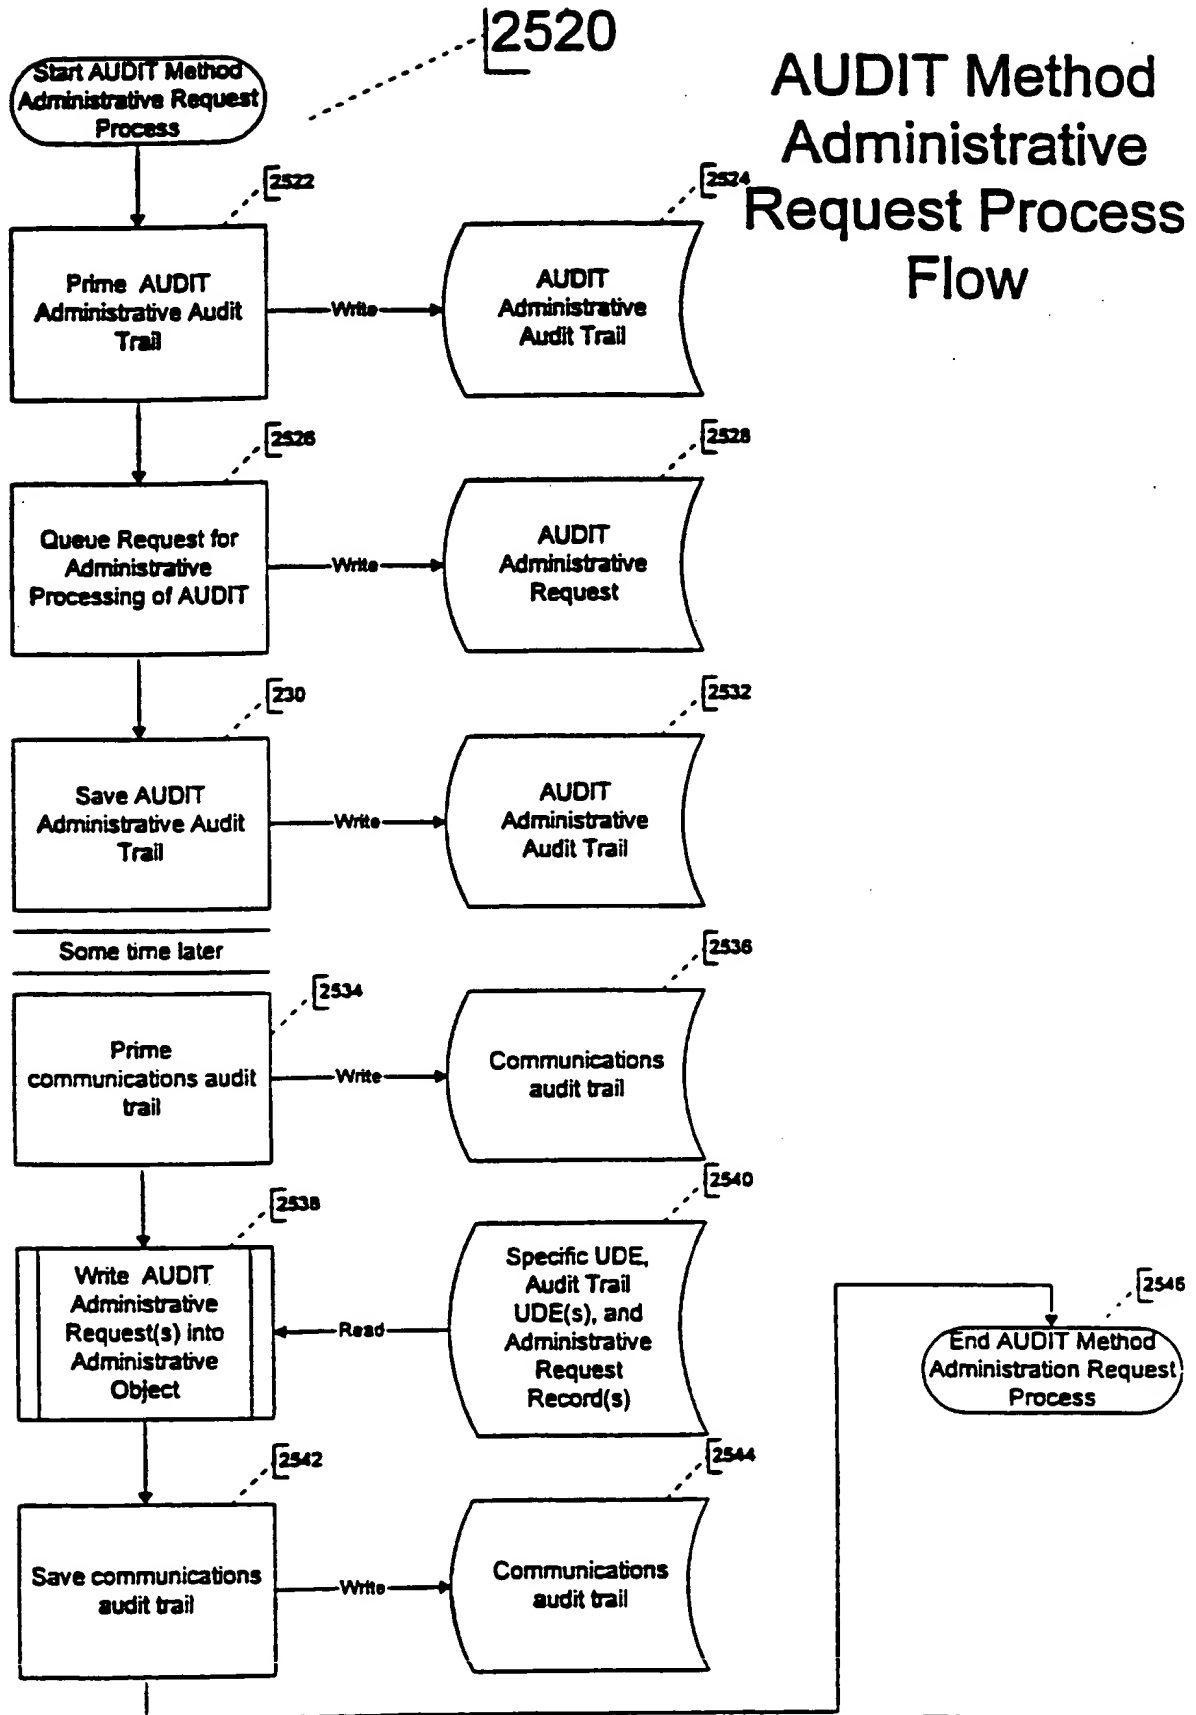 2520
AUDIT Method
Administrative
Request Process
Flow
Start AUDIT Method
Administrative Request
Process
2522
2524
Prime AUDIT
Administrative Audit
Trail
Write
AUDIT
Administrative
Audit Trail
2526
2528
Queue Request for
Administrative
Processing of AUDIT
Write
AUDIT
Administrative
Request
230
2532
Save AUDIT
Administrative Audit
Trail
Write
AUDIT
Administrative
Audit Trail
Some time later
2534
2536
Prime
communications audit
trail
Write
Communications
audit trail
2538
2540
Write AUDIT
Administrative
Request(s) into
Administrative
Object
Read
Specific UDE,
Audit Trail
UDE(s), and
Administrative
Request
Record(s)
2546
End AUDIT Method
Administration Request
Process
2542
2544
Save communications
audit trail
Write
Communications
audit trail